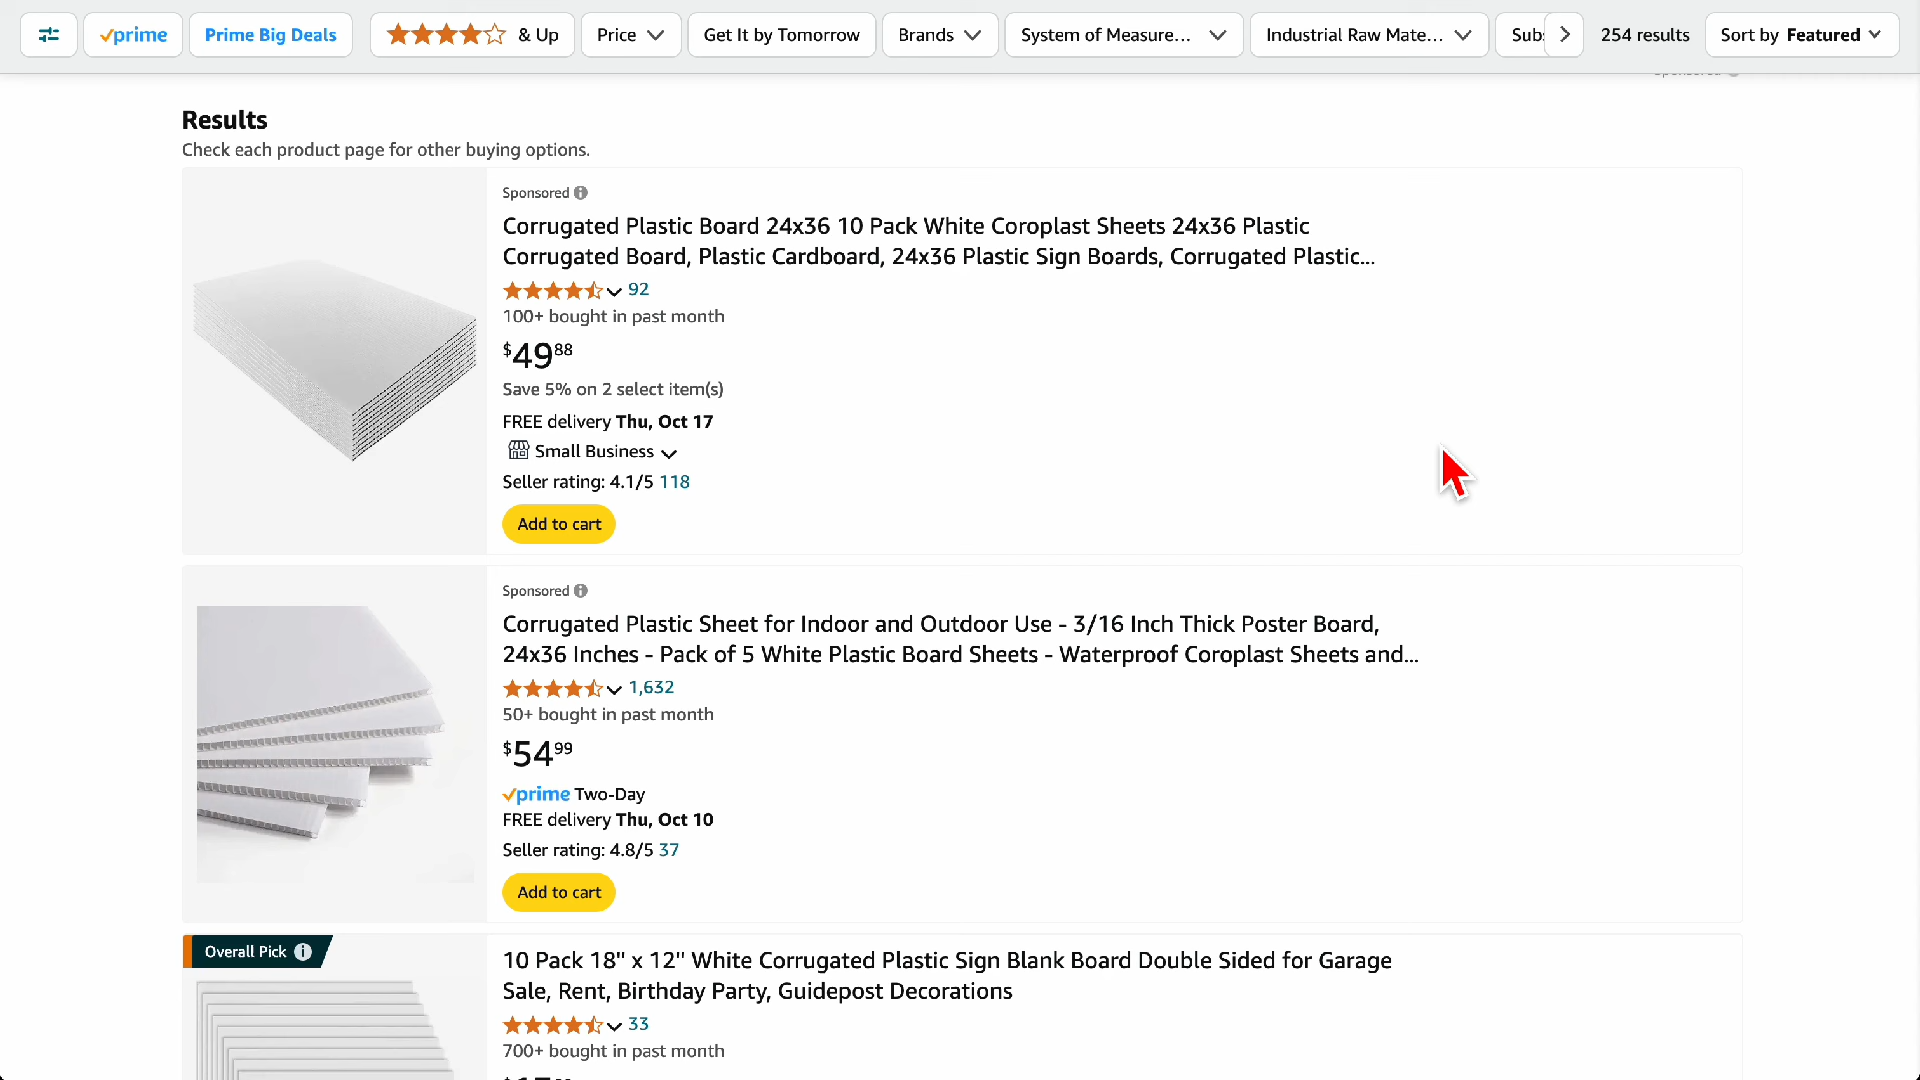 prime
Prime Big Deals
& Up
Price
Get It by Tomorrow
Brands
System of Measure...
Industrial Raw Mate...
Sub
254 results
Sort by Featured
Results
Check each product page for other buying options.
Sponsored
Corrugated Plastic Board 24x36 10 Pack White Coroplast Sheets 24x36 Plastic
Corrugated Board, Plastic Cardboard, 24x36 Plastic Sign Boards, Corrugated Plastic...
92
100+ bought in past month
$49 88
Save 5% on 2 select item(s)
FREE delivery Thu, Oct 17
Small Business
Seller rating: 4.1/5 118
Add to cart
Sponsored
Corrugated Plastic Sheet for Indoor and Outdoor Use - 3/16 Inch Thick Poster Board,
24x36 Inches - Pack of 5 White Plastic Board Sheets - Waterproof Coroplast Sheets and...
1,632
50+ bought in past month
$54 99
prime Two-Day
FREE delivery Thu, Oct 10
Seller rating: 4.8/5 37
Add to cart
Overall Pick
10 Pack 18" x 12" White Corrugated Plastic Sign Blank Board Double Sided for Garage
Sale, Rent, Birthday Party, Guidepost Decorations
33
700+ bought in past month